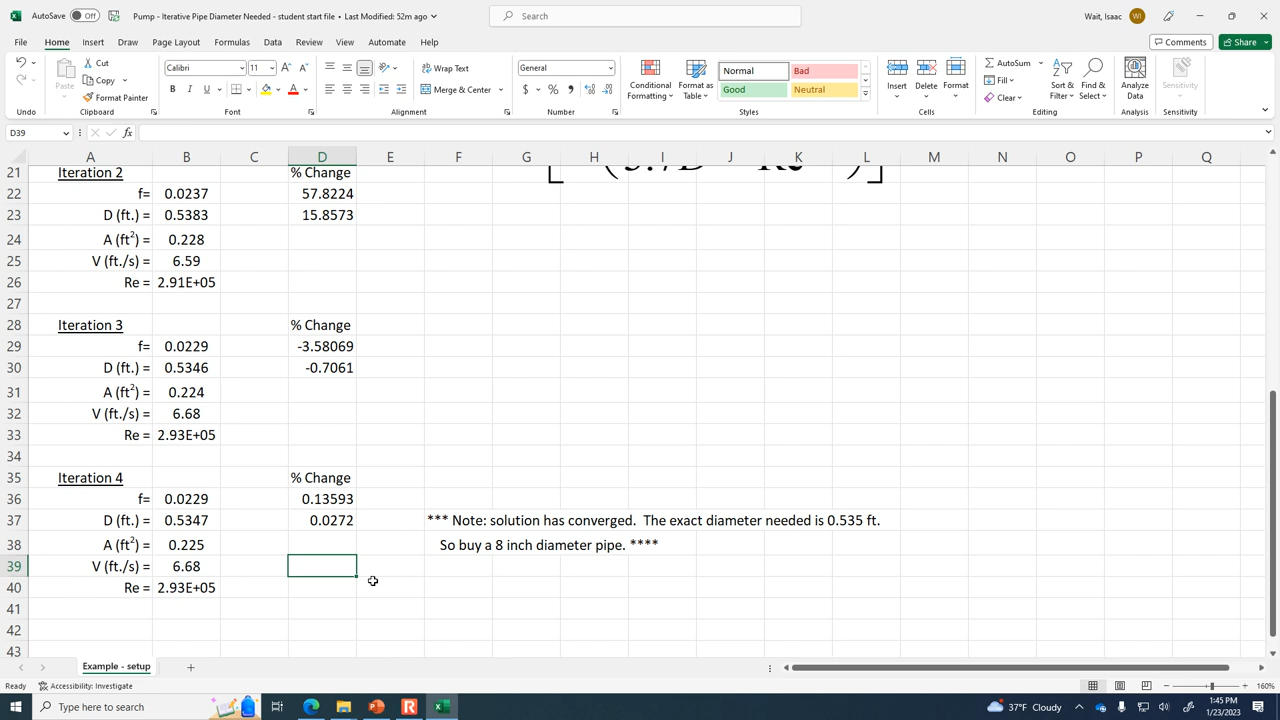 AutoSave Off Pump - Iterative Pipe Diameter Needed - student start file • Last Modified: 52m ago Search Wait, Isaac WI
File Home Insert Draw Page Layout Formulas Data Review View Automate Help Comments Share
Cut Calibri 11 Wrap Text General Normal Bad AutoSum
Copy Good Neutral Fill
Format Painter Merge & Center Clear
Paste Conditional Formatting Format as Table Insert Delete Format Sort & Filter Find & Select Analyze Data Sensitivity
Undo Clipboard Font Alignment Number Styles Cells Editing Analysis Sensitivity
D39 fx
A B C D E F G H I J K L M N O P Q
21 Iteration 2 % Change
22 f= 0.0237 57.8224
23 D (ft.) = 0.5383 15.8573
24 A (ft2) = 0.228
25 V (ft./s) = 6.59
26 Re = 2.91E+05
27
28 Iteration 3 % Change
29 f= 0.0229 -3.58069
30 D (ft.) = 0.5346 -0.7061
31 A (ft2) = 0.224
32 V (ft./s) = 6.68
33 Re = 2.93E+05
34
35 Iteration 4 % Change
36 f= 0.0229 0.13593
37 D (ft.) = 0.5347 0.0272 *** Note: solution has converged. The exact diameter needed is 0.535 ft.
38 A (ft2) = 0.225 So buy a 8 inch diameter pipe. ****
39 V (ft./s) = 6.68
40 Re = 2.93E+05
41
42
43
Example - setup
Ready Accessibility: Investigate 160%
Type here to search 37°F Cloudy 1:45 PM
1/23/2023